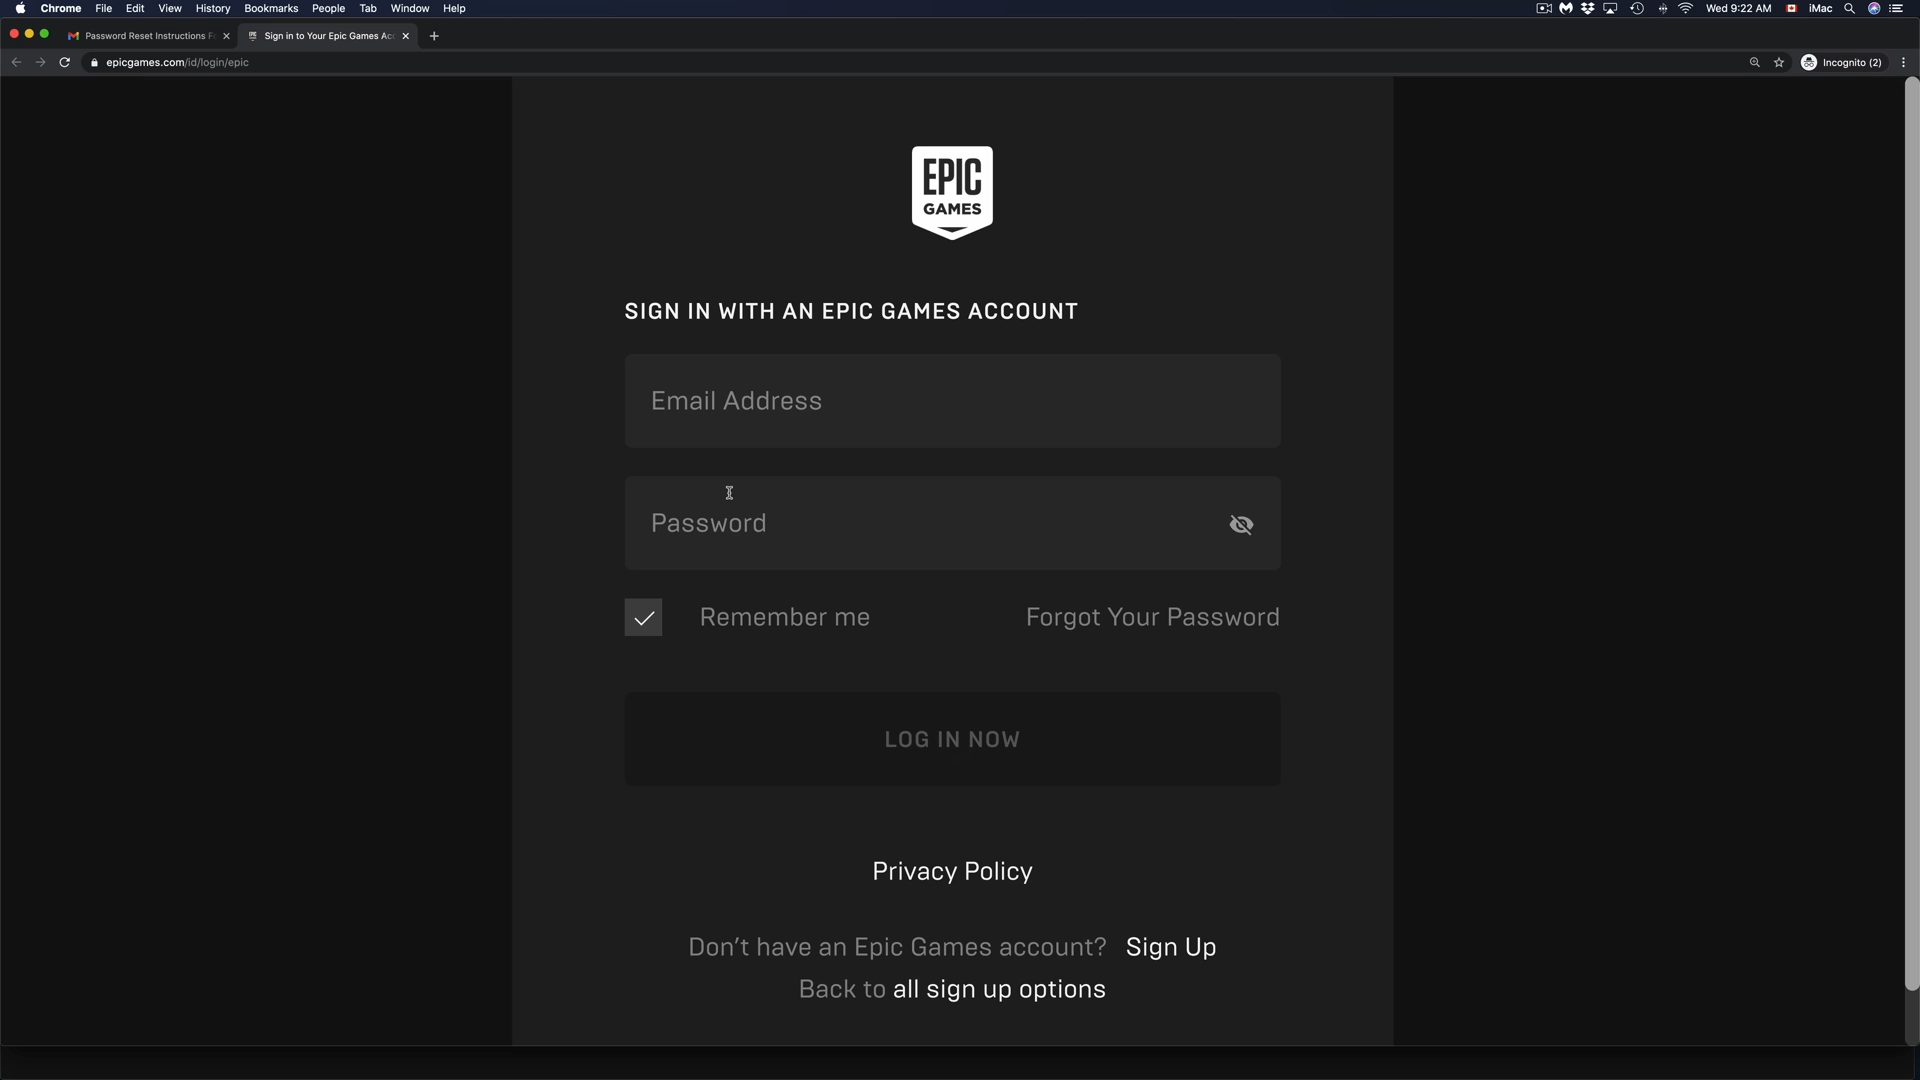 Chrome File Edit View History Bookmarks People Tab Window Help
Wed 9:22 AM iMac
Password Reset Instructions
Sign in to Your Epic Games
epicgames.com/id/login/epic
Incognito (2)
EPIC
GAMES
SIGN IN WITH AN EPIC GAMES ACCOUNT
Email Address
Password
Remember me
Forgot Your Password
LOG IN NOW
Privacy Policy
Don’t have an Epic Games account? Sign Up
Back to all sign up options